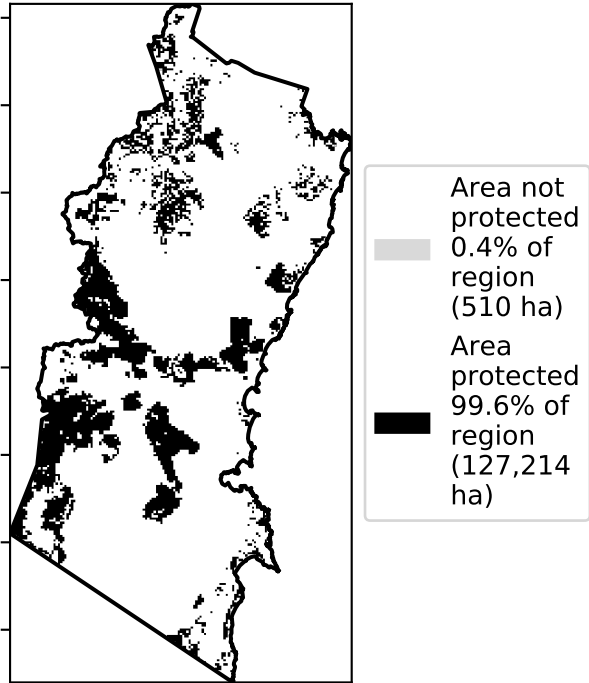 Area not
protected
0.4% of
region
(510 ha)
Area
protected
99.6% of
region
(127,214
ha)